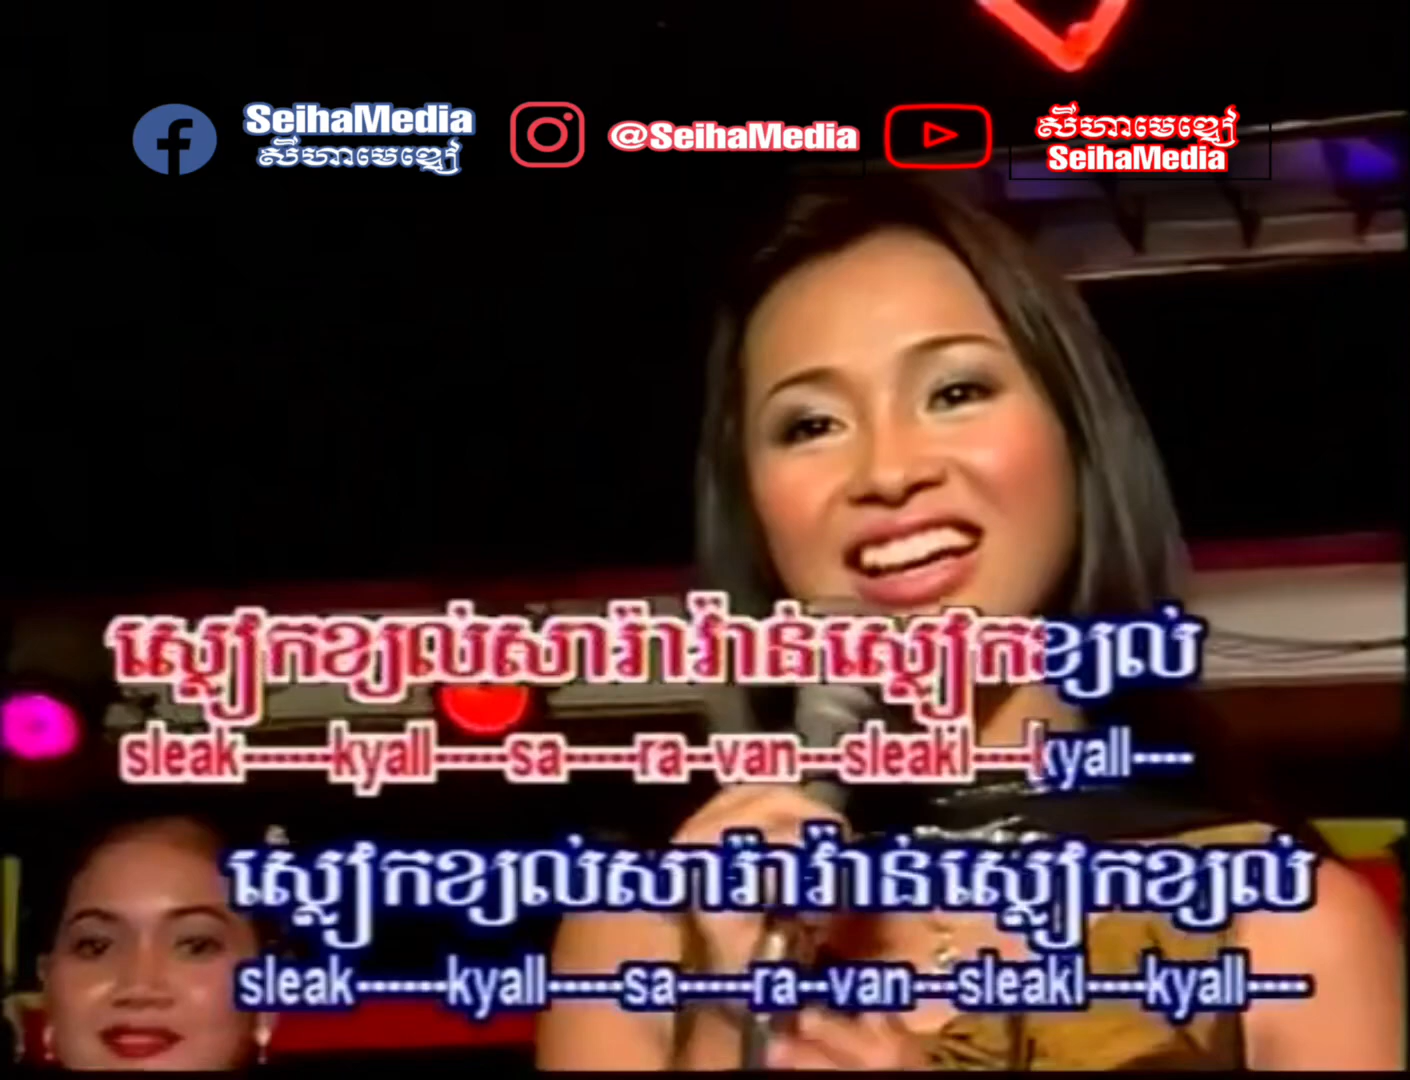 SeihaMedia
សីហាមេឌៀ
@SeihaMedia
សីហាមេឌៀ
SeihaMedia
ស្លៀកខ្យល់សារ៉ាវ៉ាន់ស្លៀកខ្យល់
sleak------kyall-----sa-----ra--van---sleakl----kyall----
ស្លៀកខ្យល់សារ៉ាវ៉ាន់ស្លៀកខ្យល់
sleak------kyall-----sa-----ra--van---sleakl----kyall----